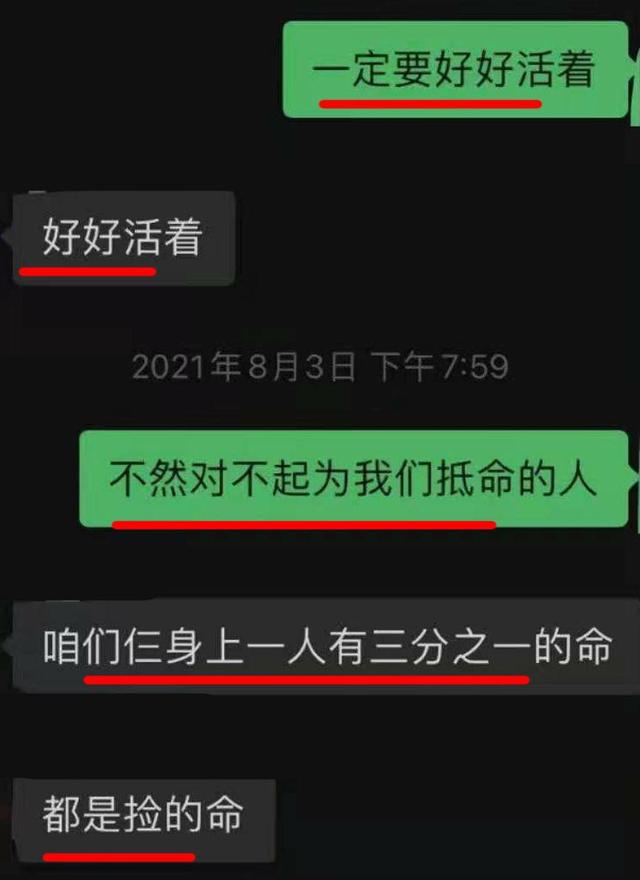 一定要好好活着
好好活着
2021年8月3日 下午7:59
不然对不起为我们抵命的人
咱们仨身上一人有三分之一的命
都是捡的命